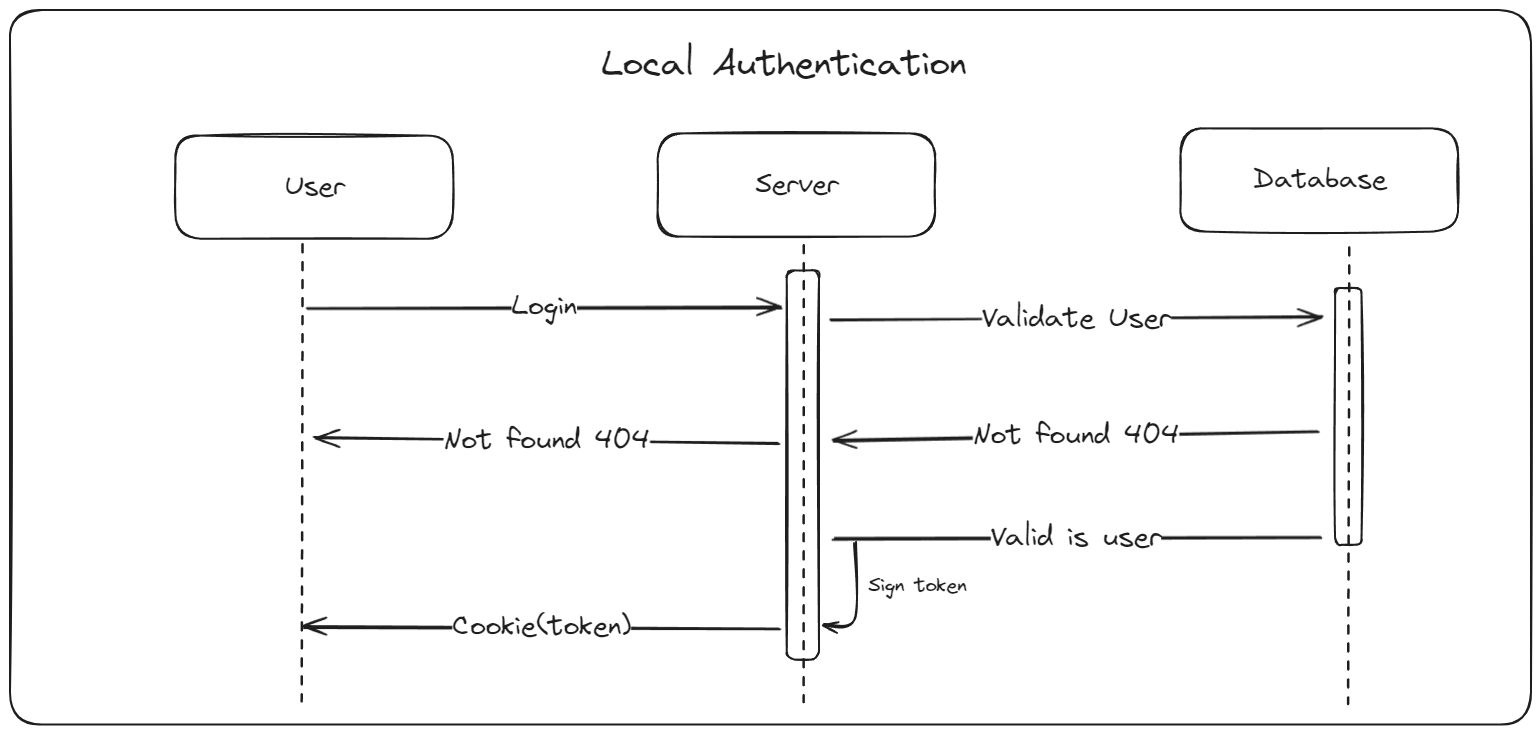 Local Authentication
User
Server
Database
Login
Validate User
Not found 404
Not found 404
Valid is user
Sign token
Cookie(token)